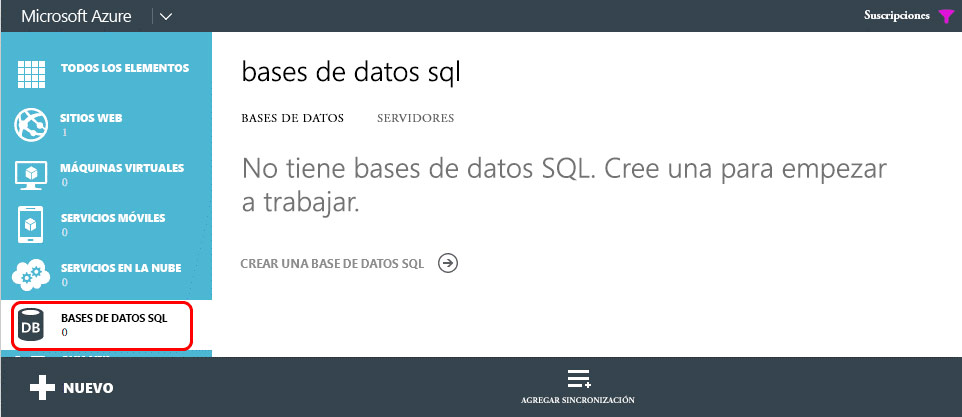 Microsoft Azure
Suscripciones
TODOS LOS ELEMENTOS
SITIOS WEB
1
MÁQUINAS VIRTUALES
0
SERVICIOS MÓVILES
0
SERVICIOS EN LA NUBE
0
DB
BASES DE DATOS SQL
0
bases de datos sql
BASES DE DATOS SERVIDORES
No tiene bases de datos SQL. Cree una para empezar
a trabajar.
CREAR UNA BASE DE DATOS SQL
NUEVO
AGREGAR SINCRONIZACIÓN